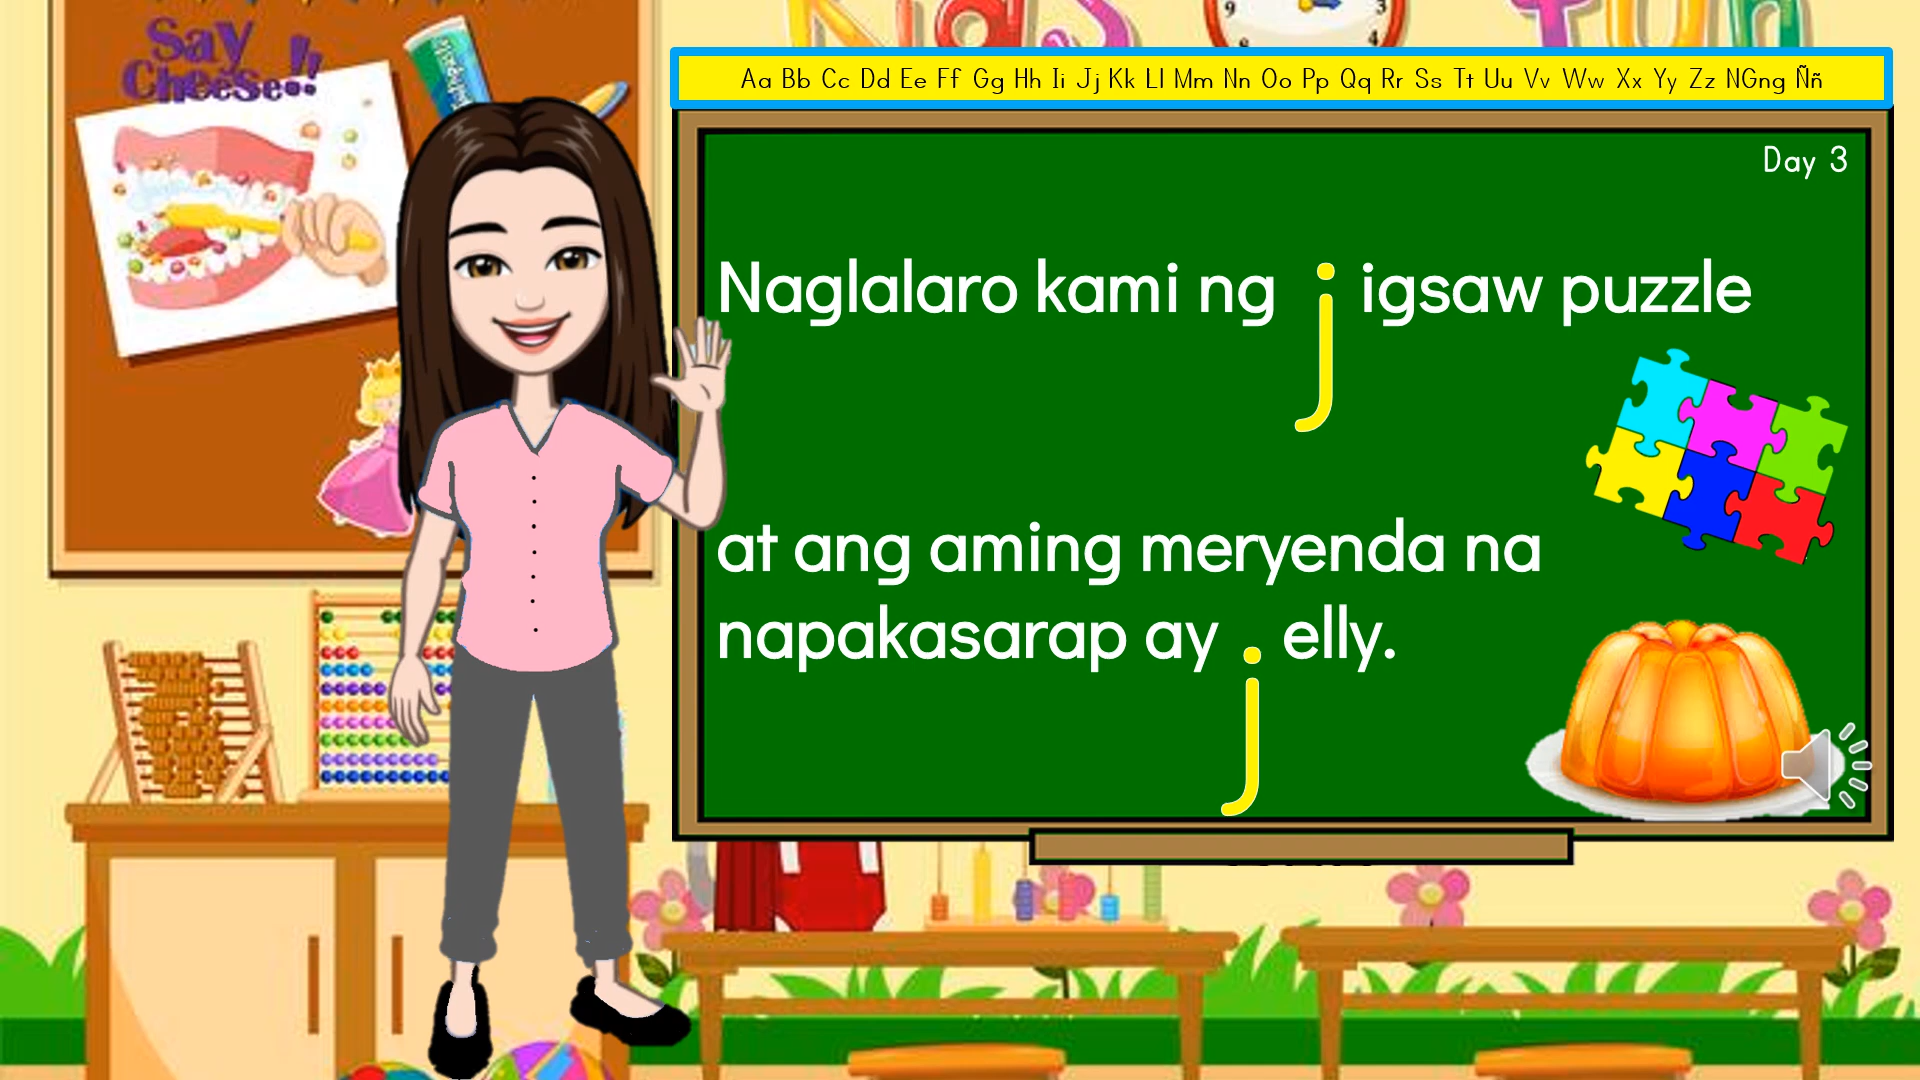 Say
Cheese!!
Kids fun
Aa Bb Cc Dd Ee Ff Gg Hh Ii Jj Kk Ll Mm Nn Oo Pp Qq Rr Ss Tt Uu Vv Ww Xx Yy Zz NGng Ññ
Day 3
Naglalaro kami ng j igsaw puzzle
at ang aming meryenda na
napakasarap ay j elly.